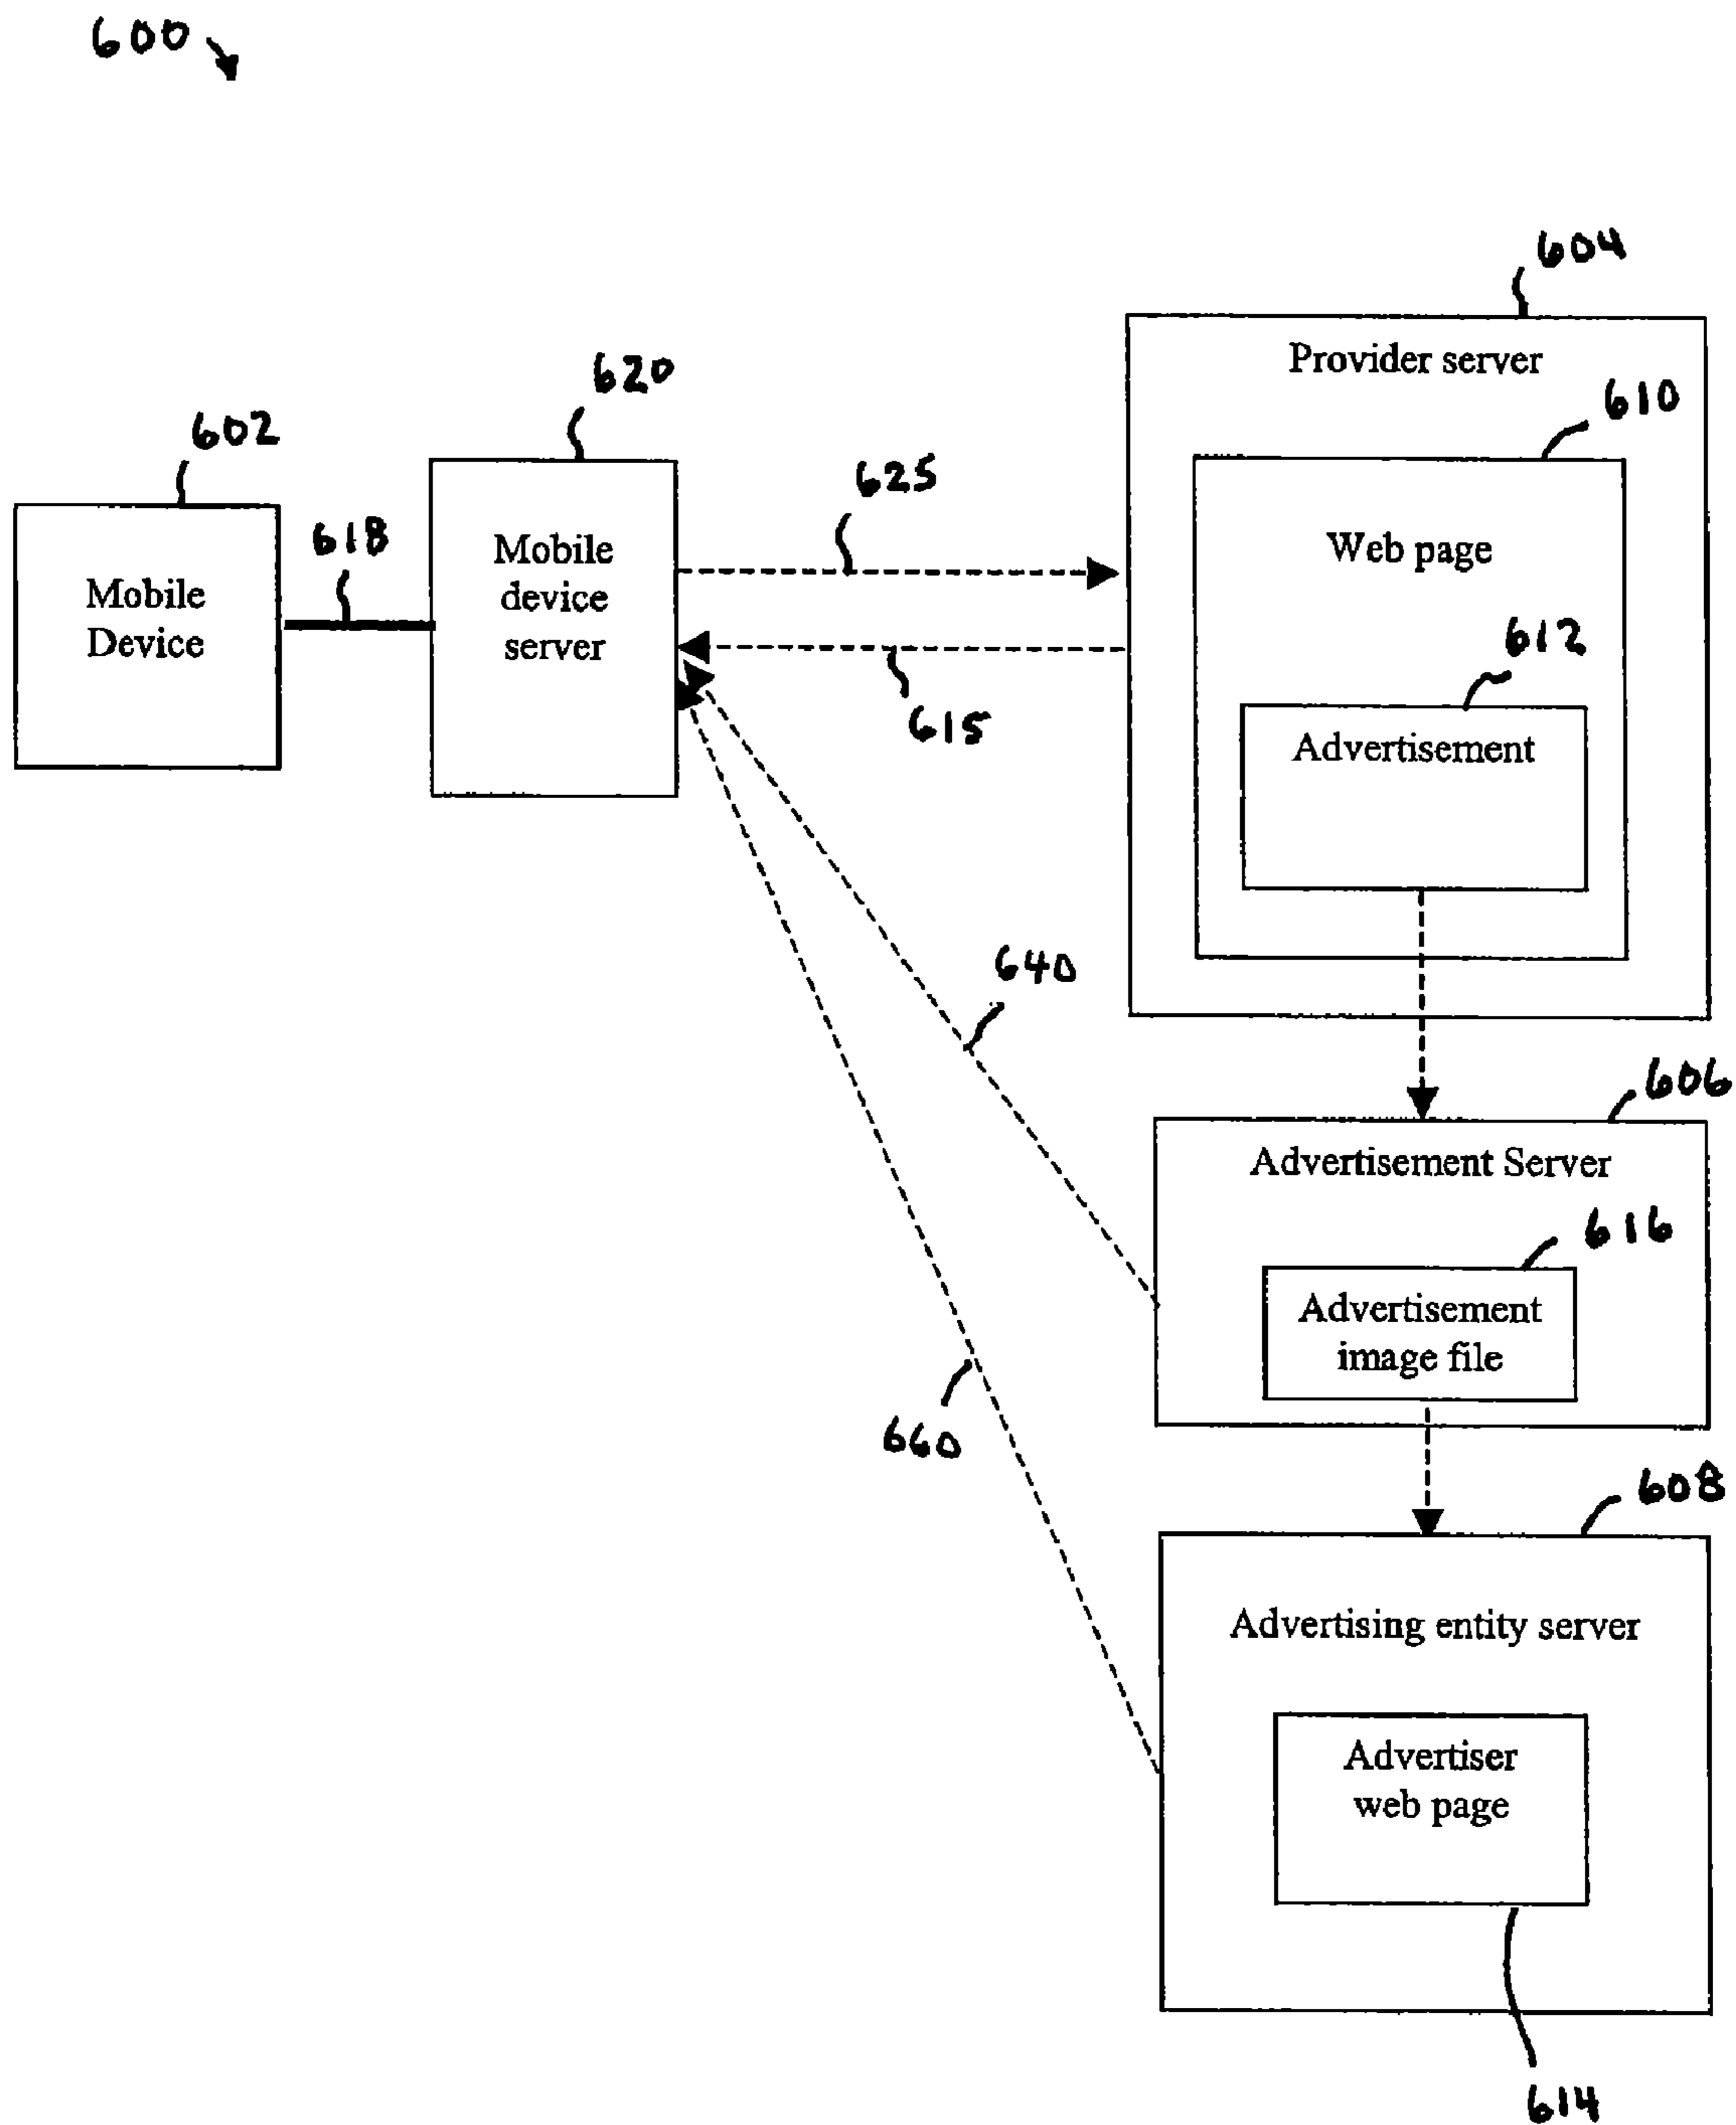 600
604
Provider server
620
610
602
625
Web page
618
Mobile
device
server
Mobile
Device
612
615
Advertisement
640
606
Advertisement Server
616
Advertisement
image file
660
608
Advertising entity server
Advertiser
web page
614